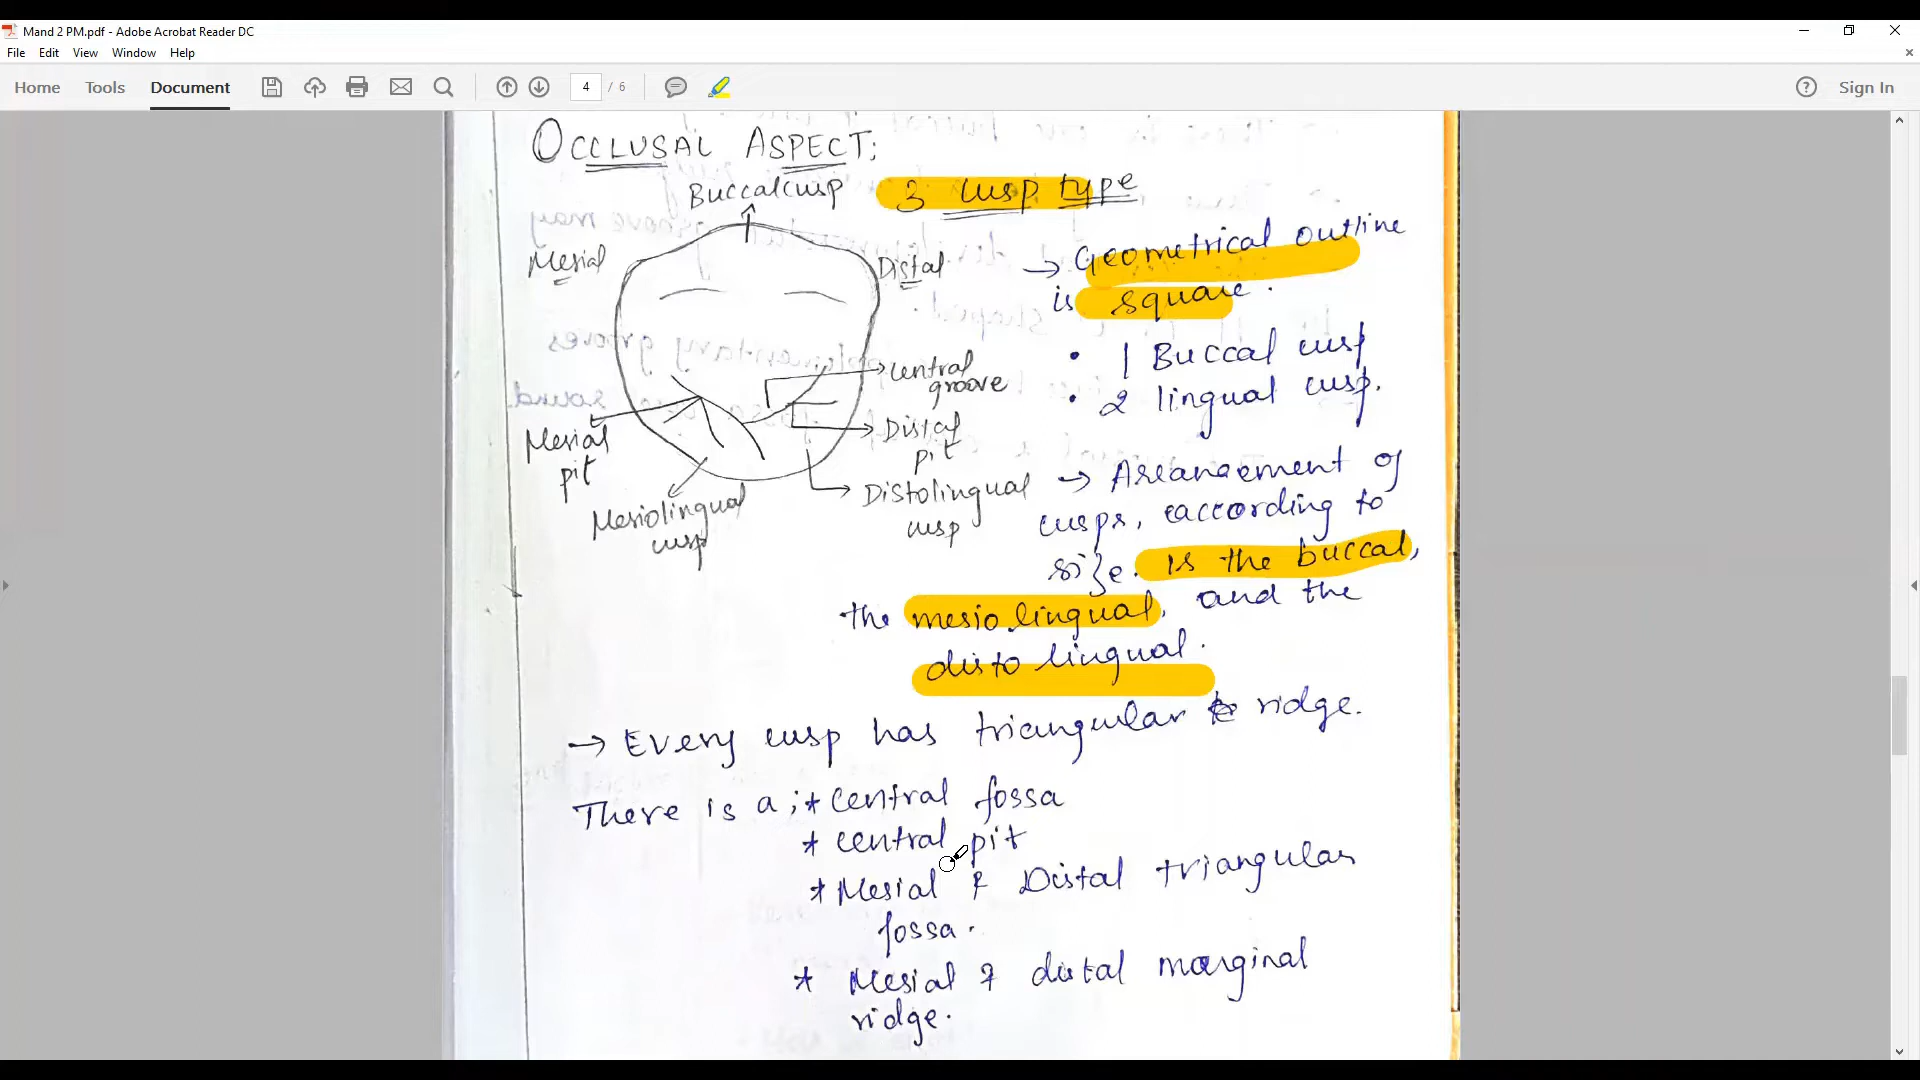 Mand 2 PM.pdf - Adobe Acrobat Reader DC
File Edit View Window Help
Home Tools Document 4 / 6 Sign In
OCCLUSAL ASPECT:
Buccal cusp 3 cusp type
Mesial Distal
→ Geometrical outline
is square.
• 1 Buccal cusp
• 2 lingual cusp.
central
groove
Mesial
pit
Distal
pit
Mesiolingual
cusp
Distolingual
cusp
→ Areanaement of
cusps, eaccording to
size. is the buccal,
the mesio lingual, and the
disto lingual.
→ Every cusp has triangular ridge.
There is a ; * central fossa
* central pit
* Mesial & Distal triangular
fossa.
* Mesial & distal marginal
ridge.